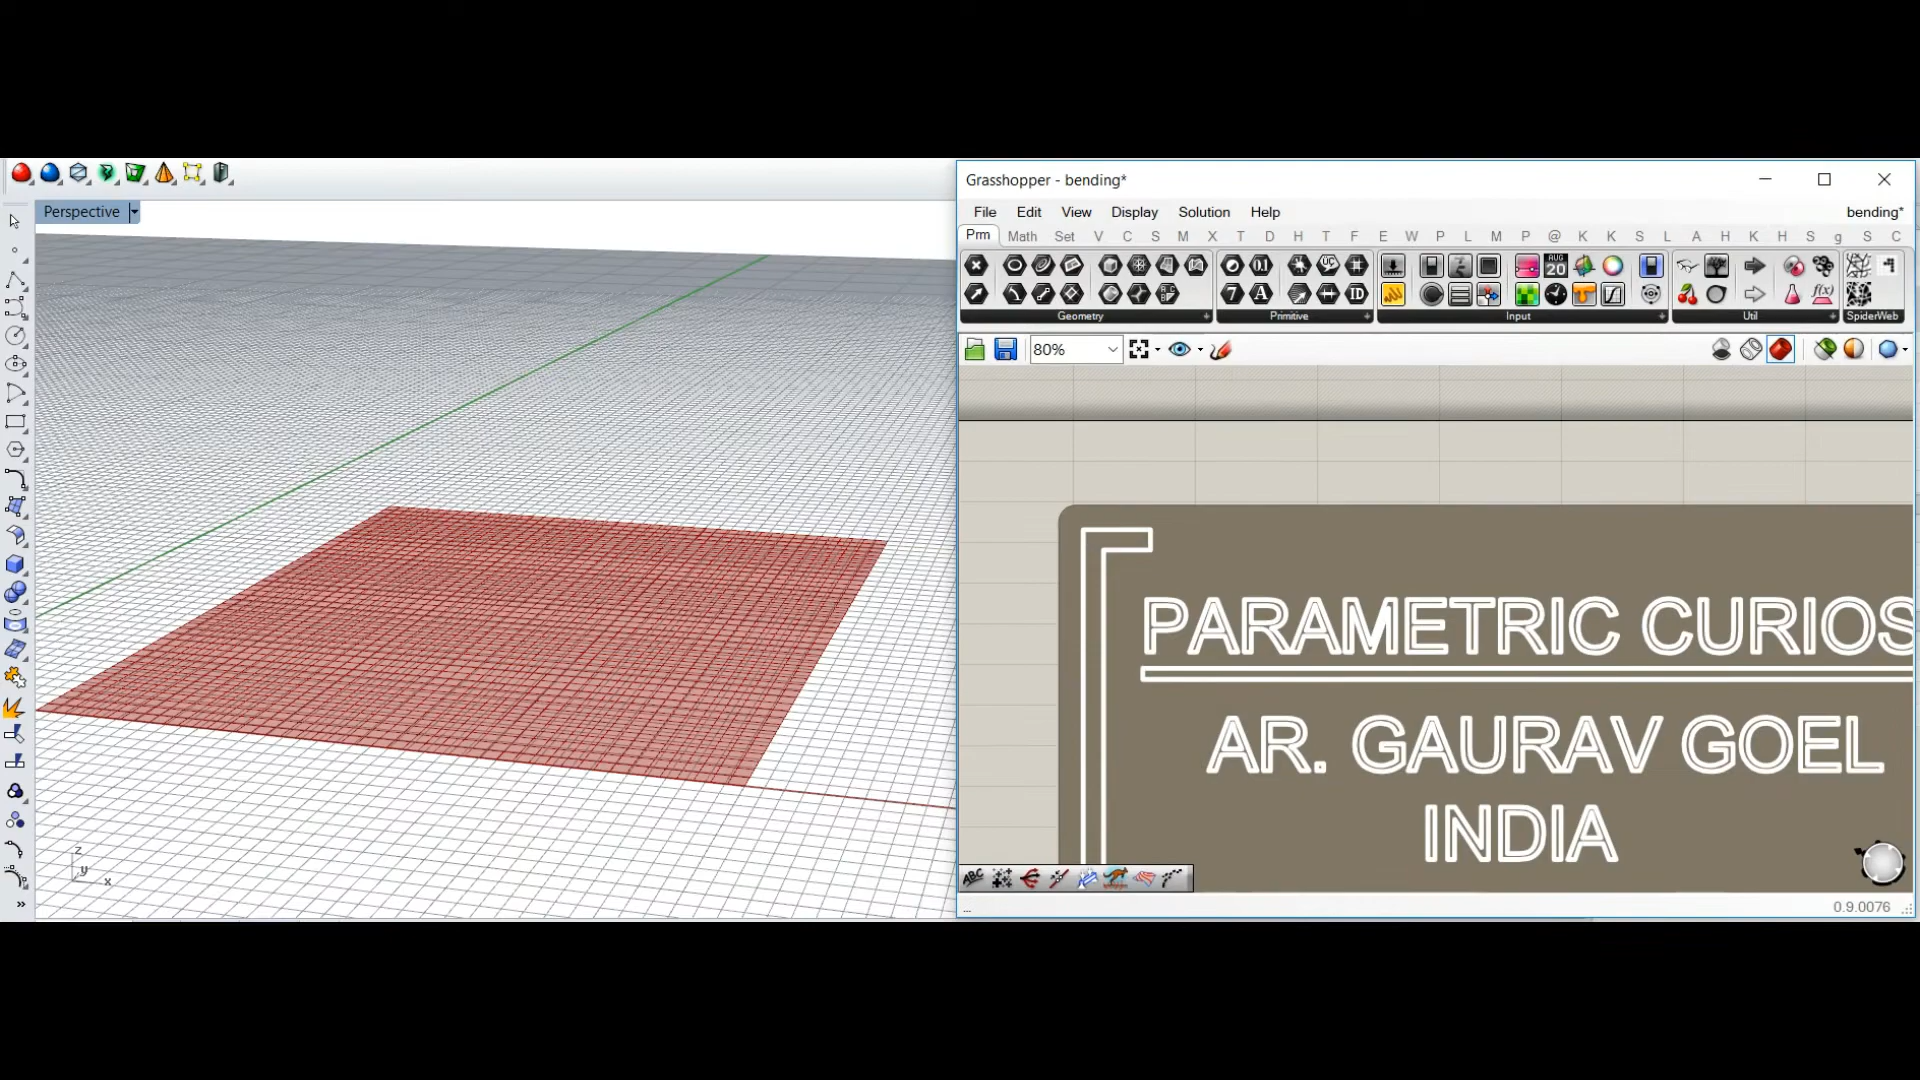 Grasshopper - bending*
File Edit View Display Solution Help bending*
Prm Math Set V C S M X T D H T F E W P L M P @ K K S L A H K H S g S C
Geometry Primitive Input Util SpiderWeb
80%
Perspective
PARAMETRIC CURIOS
AR. GAURAV GOEL
INDIA
z
y
x
...
0.9.0076